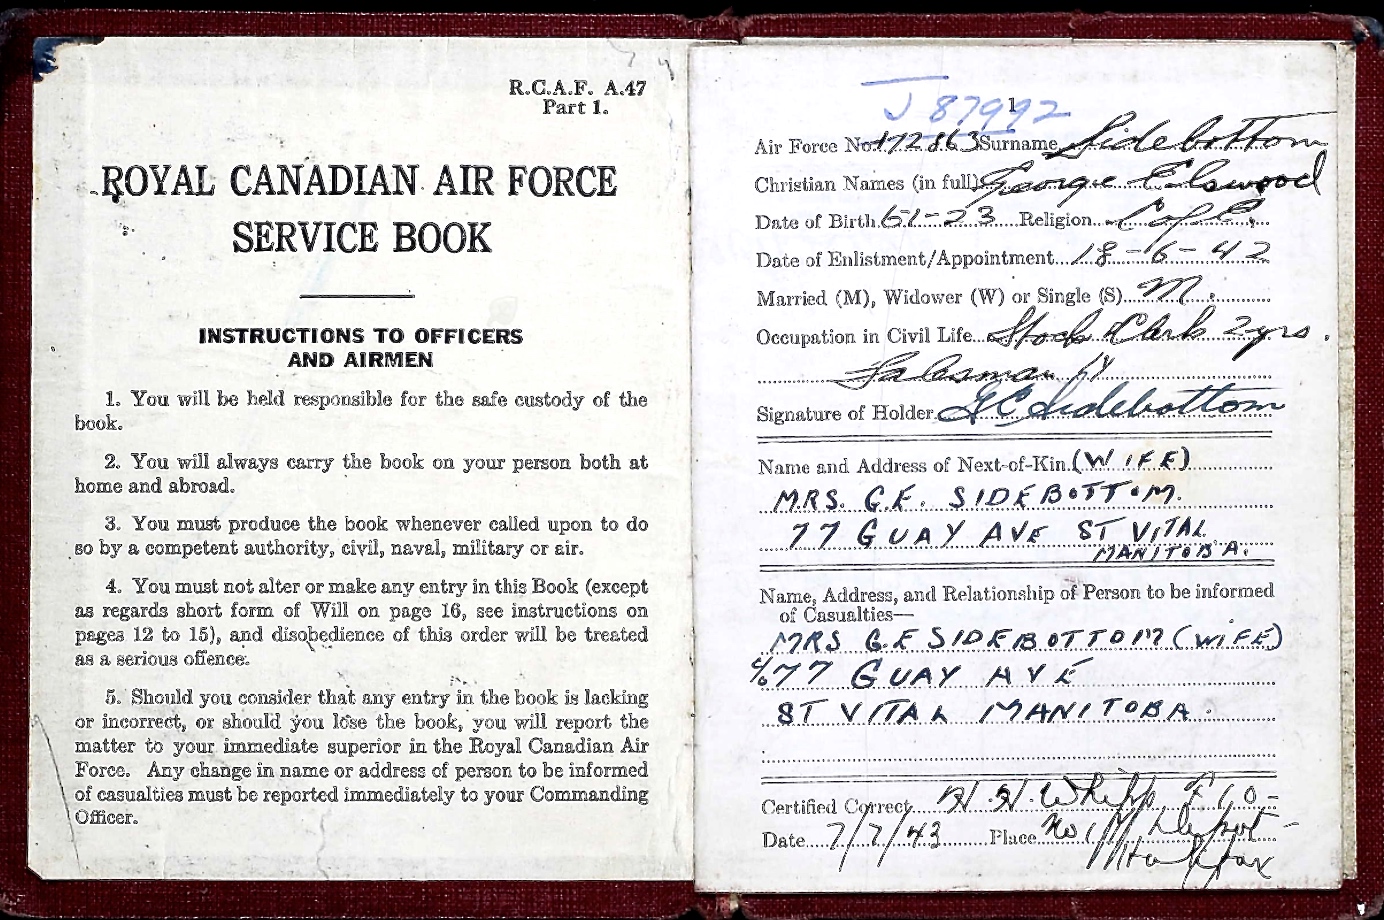 R.C.A.F. A.47
Part 1.
ROYAL CANADIAN AIR FORCE
SERVICE BOOK
INSTRUCTIONS TO OFFICERS
AND AIRMEN
1. You will be held responsible for the safe custody of the
book.
2. You will always carry the book on your person both at
home and abroad.
3. You must produce the book whenever called upon to do
so by a competent authority, civil, naval, military or air.
4. You must not alter or make any entry in this Book (except
as regards short form of Will on page 16, see instructions on
pages 12 to 15), and disobedience of this order will be treated
as a serious offence.
5. Should you consider that any entry in the book is lacking
or incorrect, or should you lose the book, you will report the
matter to your immediate superior in the Royal Canadian Air
Force. Any change in name or address of person to be informed
of casualties must be reported immediately to your Commanding
Officer.
J 87992
1
Air Force No. 172863 Surname Sidebottom
Christian Names (in full) George Elswood
Date of Birth 6-1-23 Religion C of E.
Date of Enlistment/Appointment 18-6-42
Married (M), Widower (W) or Single (S) M.
Occupation in Civil Life Stock Clerk 2 yrs.
Salesman
Signature of Holder G E Sidebottom
Name and Address of Next-of-Kin (WIFE)
MRS. G.E. SIDEBOTTOM.
77 GUAY AVE ST VITAL
MANITOBA.
Name, Address, and Relationship of Person to be informed
of Casualties—
MRS G.E SIDEBOTTOM (WIFE)
c/o 77 GUAY AVE
ST VITAL MANITOBA.
Certified Correct H.H. Whipp F/O-
Date 7/7/43 Place No 1 Y Depot-
Halifax